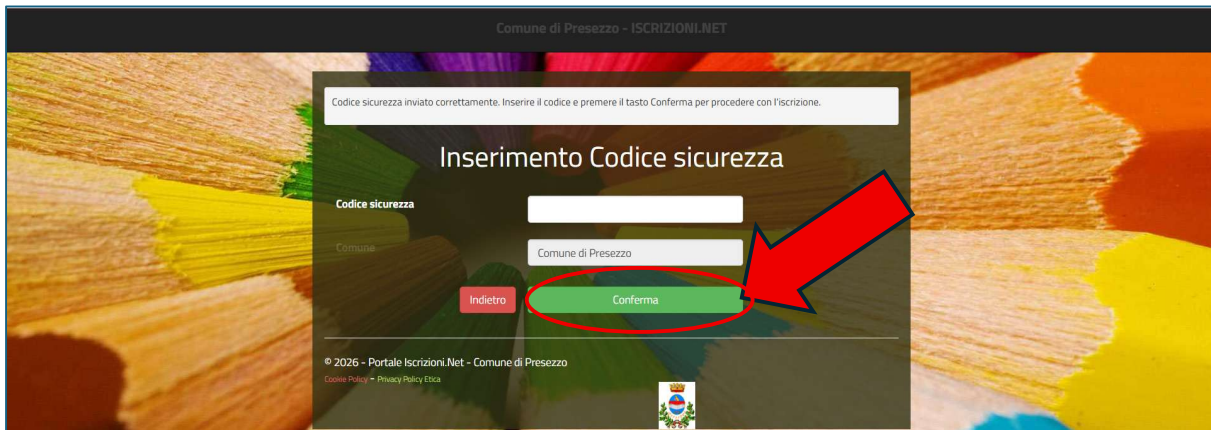 Comune di Presezzo - ISCRIZIONI.NET
Codice sicurezza inviato correttamente. Inserire il codice e premere il tasto Conferma per procedere con l'iscrizione.
Inserimento Codice sicurezza
Codice sicurezza
Comune Comune di Presezzo
Indietro Conferma
© 2026 - Portale Iscrizioni.Net - Comune di Presezzo
Cookie Policy - Privacy Policy Etica